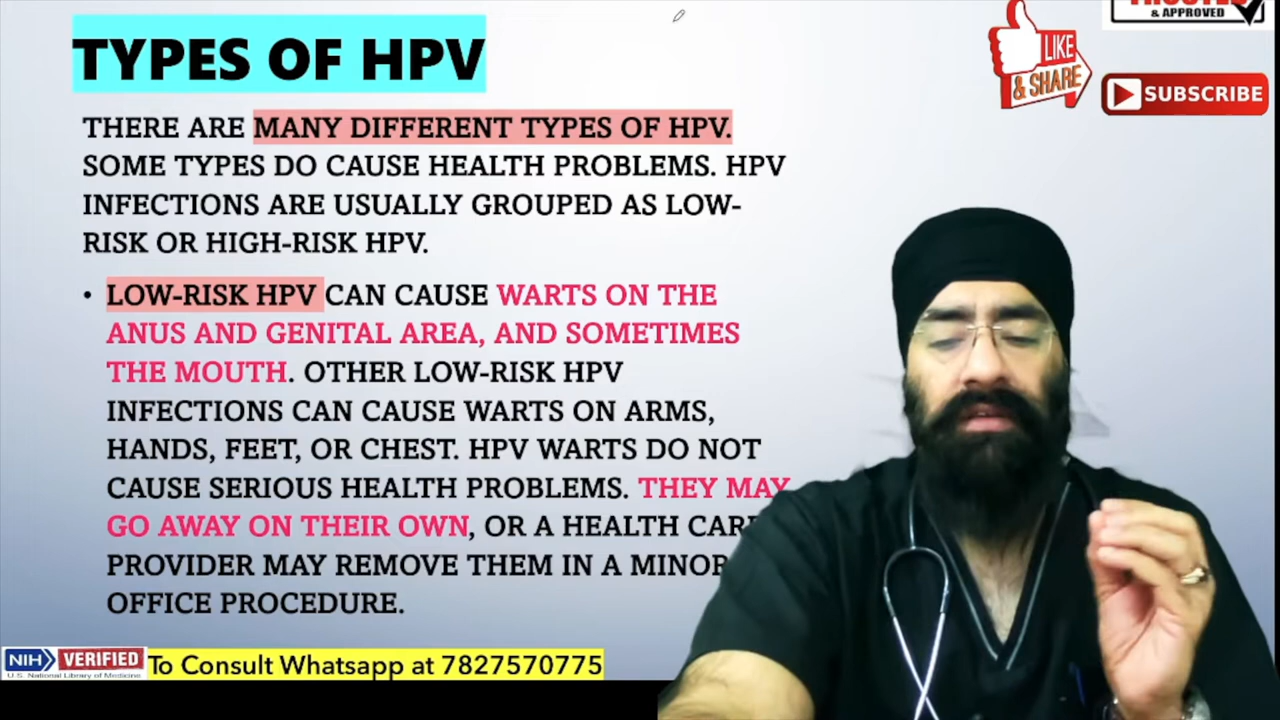 TYPES OF HPV
THERE ARE MANY DIFFERENT TYPES OF HPV.
SOME TYPES DO CAUSE HEALTH PROBLEMS. HPV
INFECTIONS ARE USUALLY GROUPED AS LOW-
RISK OR HIGH-RISK HPV.
• LOW-RISK HPV CAN CAUSE WARTS ON THE
ANUS AND GENITAL AREA, AND SOMETIMES
THE MOUTH. OTHER LOW-RISK HPV
INFECTIONS CAN CAUSE WARTS ON ARMS,
HANDS, FEET, OR CHEST. HPV WARTS DO NOT
CAUSE SERIOUS HEALTH PROBLEMS. THEY MAY
GO AWAY ON THEIR OWN, OR A HEALTH CARE
PROVIDER MAY REMOVE THEM IN A MINOR
OFFICE PROCEDURE.
LIKE
& SHARE
& APPROVED
SUBSCRIBE
NIH VERIFIED
U.S. National Library of Medicine
To Consult Whatsapp at 7827570775